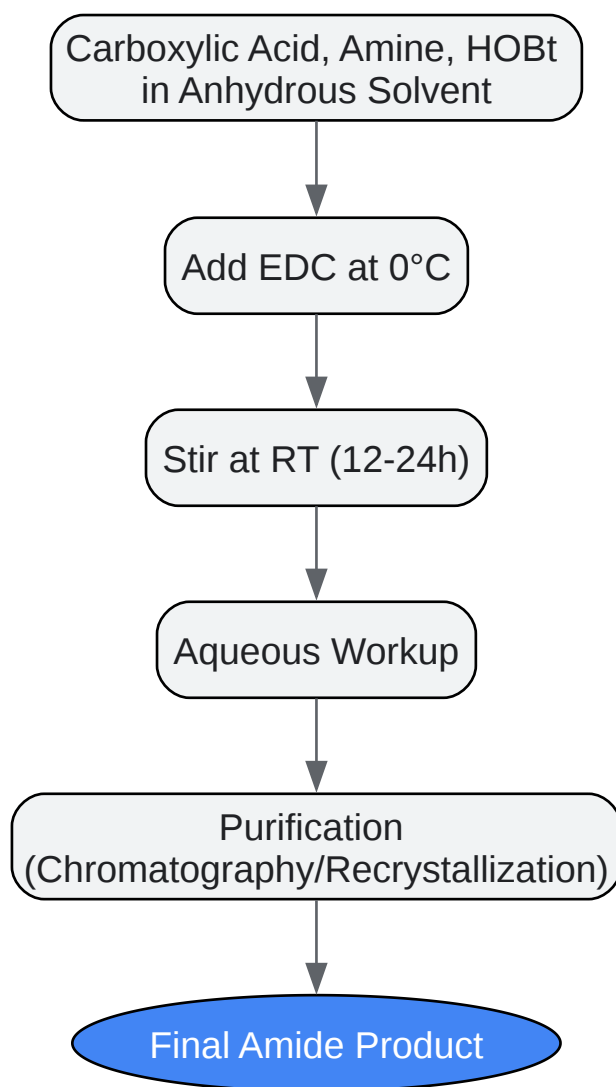 Carboxylic Acid, Amine, HOBt
in Anhydrous Solvent
Add EDC at 0°C
Stir at RT (12-24h)
Aqueous Workup
Purification
(Chromatography/Recrystallization)
Final Amide Product